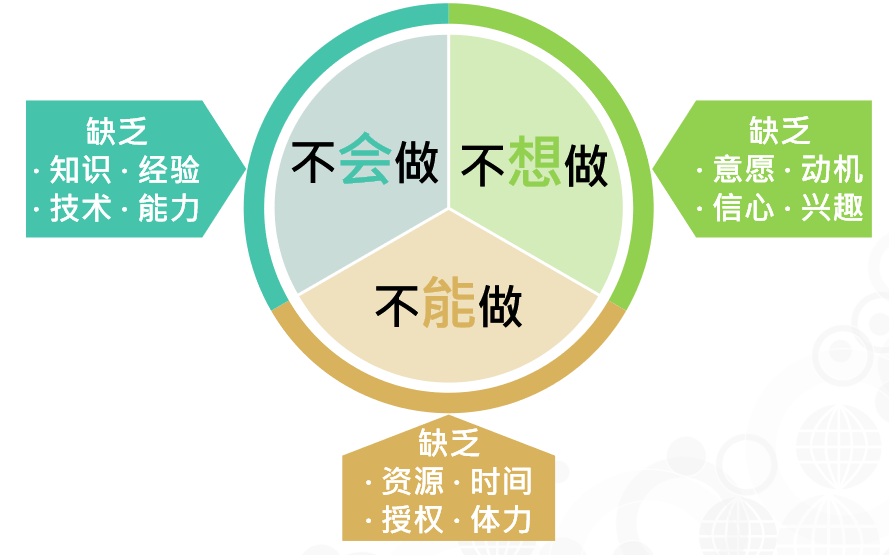 不会做
不想做
不能做
缺乏
· 知识 · 经验
· 技术 · 能力
缺乏
· 意愿 · 动机
· 信心 · 兴趣
缺乏
· 资源 · 时间
· 授权 · 体力